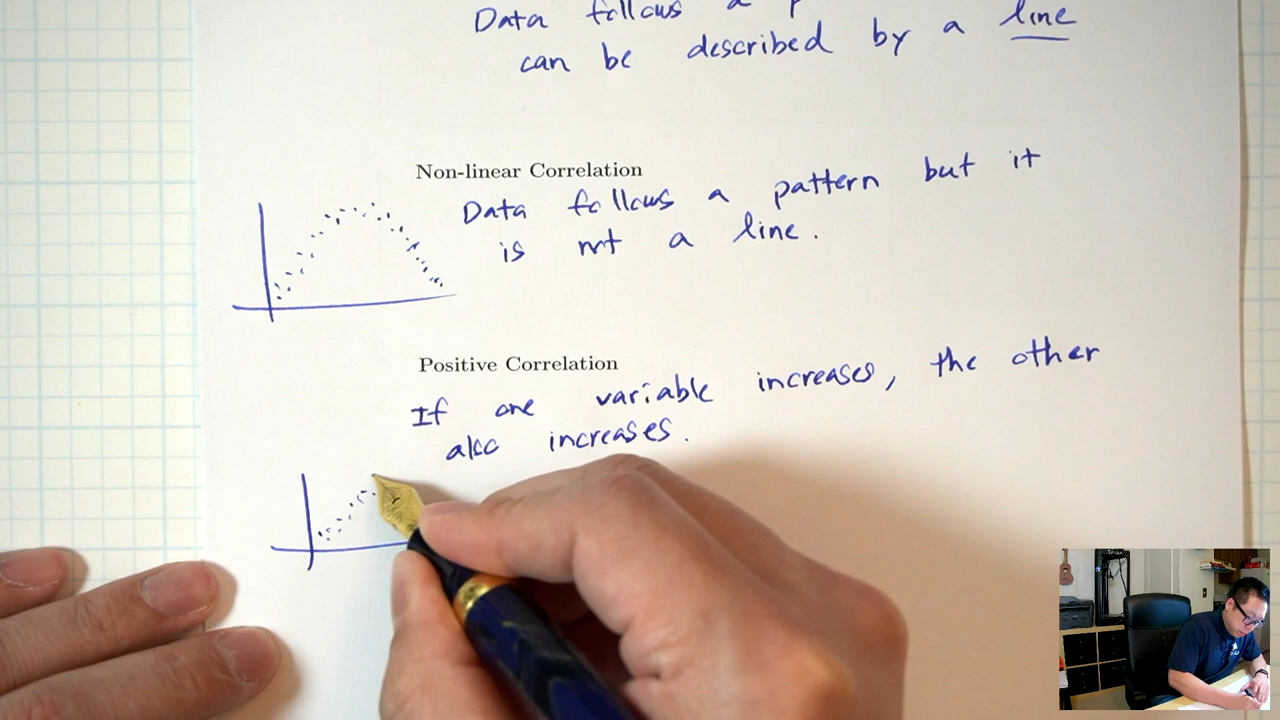 Data follows a
can be described by a line
Non-linear Correlation
Data follows a pattern but it
is not a line.
Positive Correlation
If one variable increases, the other
also increases.